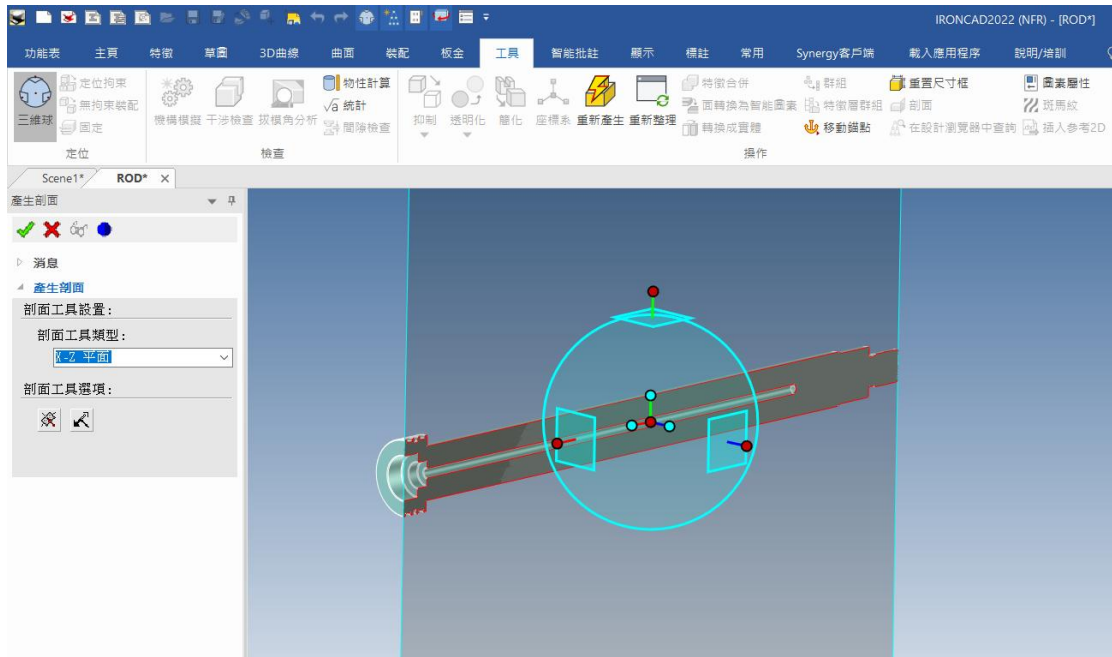 IRONCAD2022 (NFR) - [ROD*]
功能表 主頁 特徵 草圖 3D曲線 曲面 裝配 鈑金 工具 智能批註 顯示 標註 常用 Synergy客戶端 載入應用程序 說明/培訓
三維球
定位拘束
無拘束裝配
固定
定位
機構模擬 干涉檢查 拔模角分析
物性計算
統計
間隙檢查
檢查
抑制 透明化 簡化 座標系 重新產生 重新整理
特徵合併
面轉換為智能圖素
轉換成實體
群組
特徵層群組
移動錨點
重置尺寸框
剖面
在設計瀏覽器中查詢
圖素屬性
斑馬紋
插入參考2D
操作
Scene1* ROD*
產生剖面
消息
產生剖面
剖面工具設置:
剖面工具類型:
X-Z 平面
剖面工具選項: